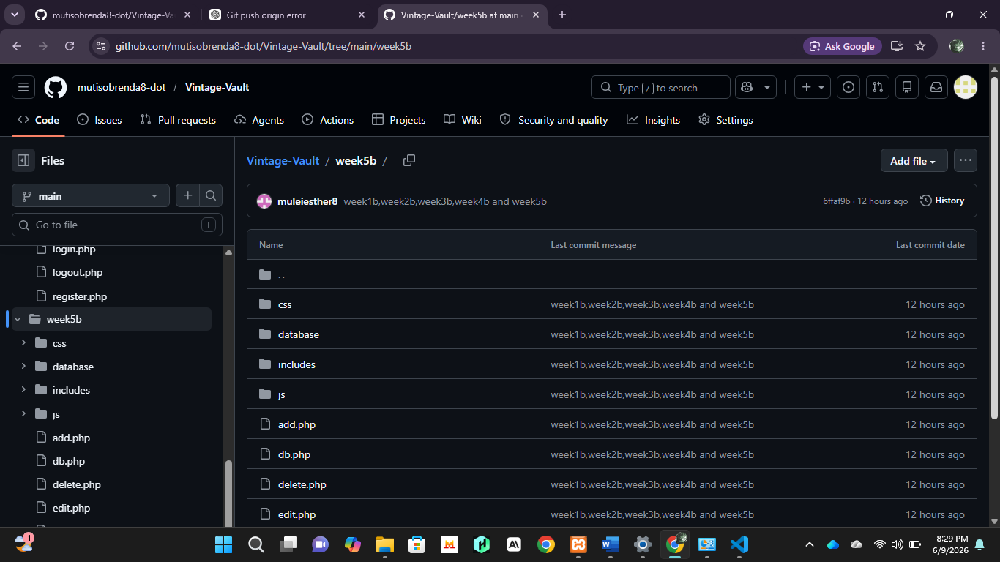 mutisobrenda8-dot/Vintage-Va
Git push origin error
Vintage-Vault/week5b at main
github.com/mutisobrenda8-dot/Vintage-Vault/tree/main/week5b
Ask Google
mutisobrenda8-dot / Vintage-Vault
Type / to search
Code
Issues
Pull requests
Agents
Actions
Projects
Wiki
Security and quality
Insights
Settings
Files
main
Go to file
T
login.php
logout.php
register.php
week5b
css
database
includes
js
add.php
db.php
delete.php
edit.php
Vintage-Vault / week5b /
Add file
muleiesther8 week1b,week2b,week3b,week4b and week5b
6ffaf9b · 12 hours ago
History
Name Last commit message Last commit date
..
css week1b,week2b,week3b,week4b and week5b 12 hours ago
database week1b,week2b,week3b,week4b and week5b 12 hours ago
includes week1b,week2b,week3b,week4b and week5b 12 hours ago
js week1b,week2b,week3b,week4b and week5b 12 hours ago
add.php week1b,week2b,week3b,week4b and week5b 12 hours ago
db.php week1b,week2b,week3b,week4b and week5b 12 hours ago
delete.php week1b,week2b,week3b,week4b and week5b 12 hours ago
edit.php week1b,week2b,week3b,week4b and week5b 12 hours ago
1
8:29 PM
6/9/2026